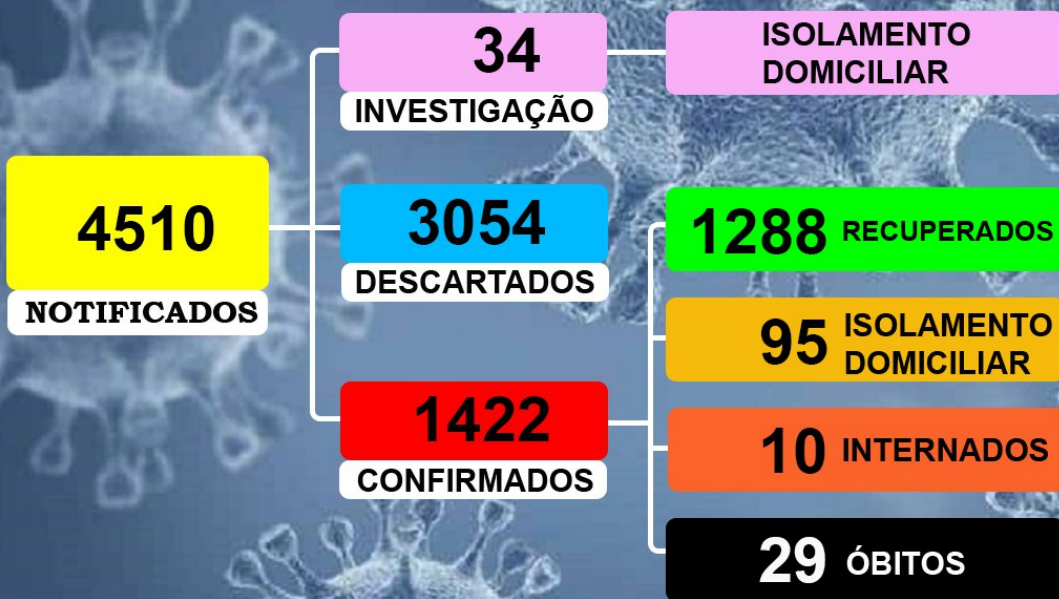 4510
NOTIFICADOS
34
INVESTIGAÇÃO
ISOLAMENTO
DOMICILIAR
3054
DESCARTADOS
1422
CONFIRMADOS
1288 RECUPERADOS
95 ISOLAMENTO
DOMICILIAR
10 INTERNADOS
29 ÓBITOS